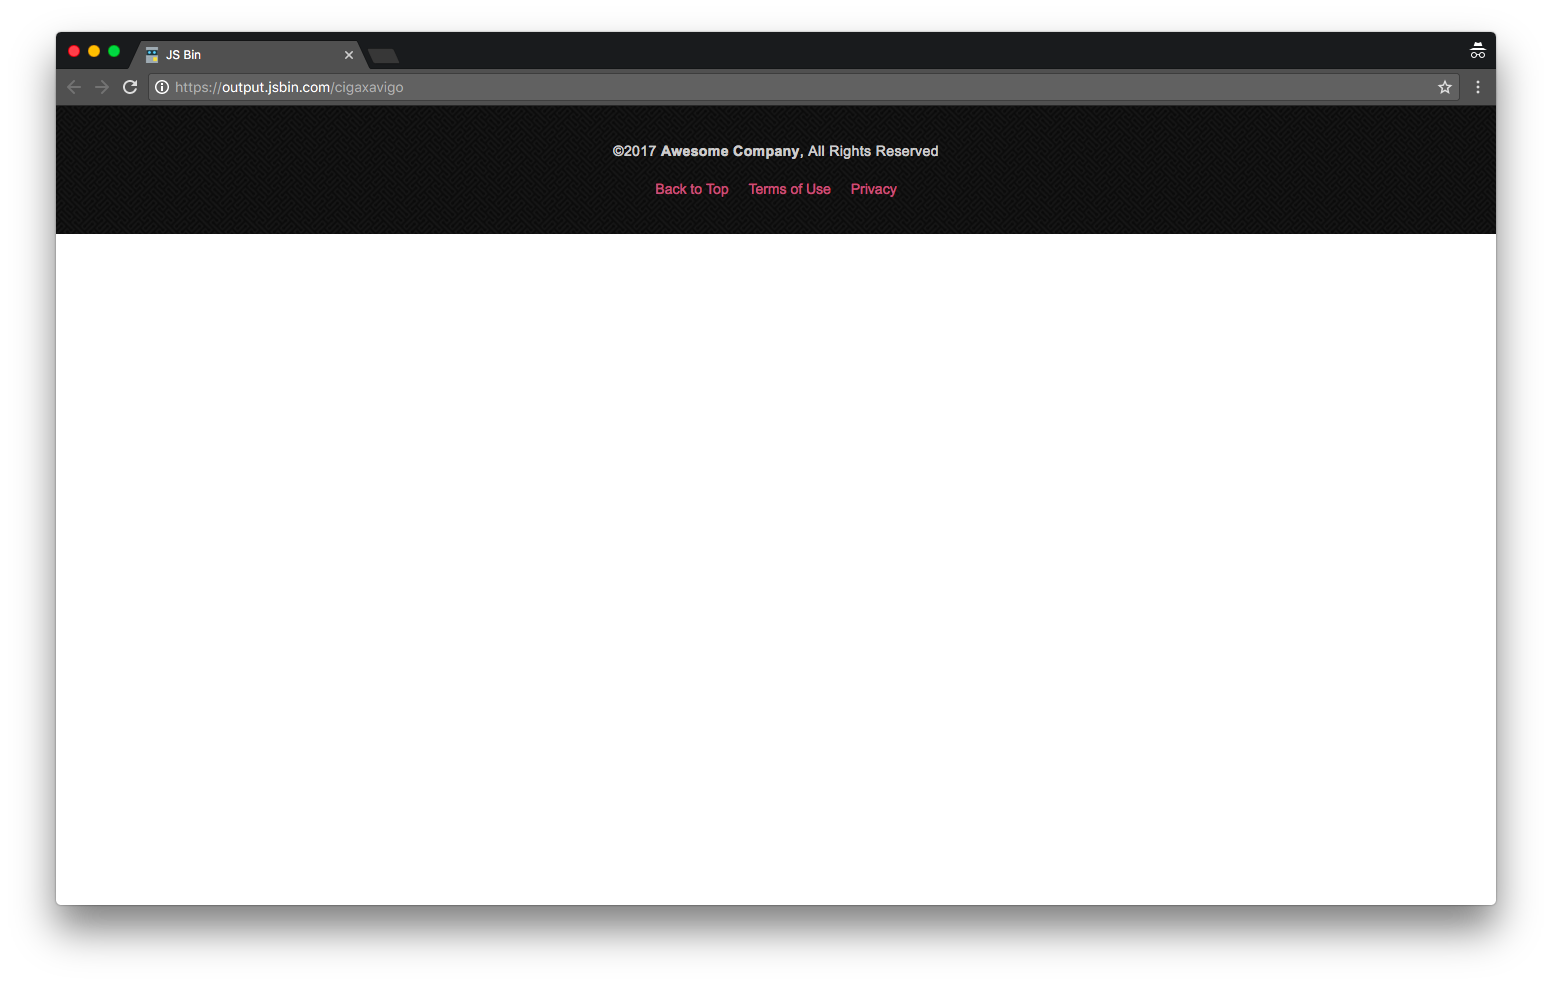 JS Bin
https://output.jsbin.com/cigaxavigo
©2017 Awesome Company, All Rights Reserved
Back to Top Terms of Use Privacy